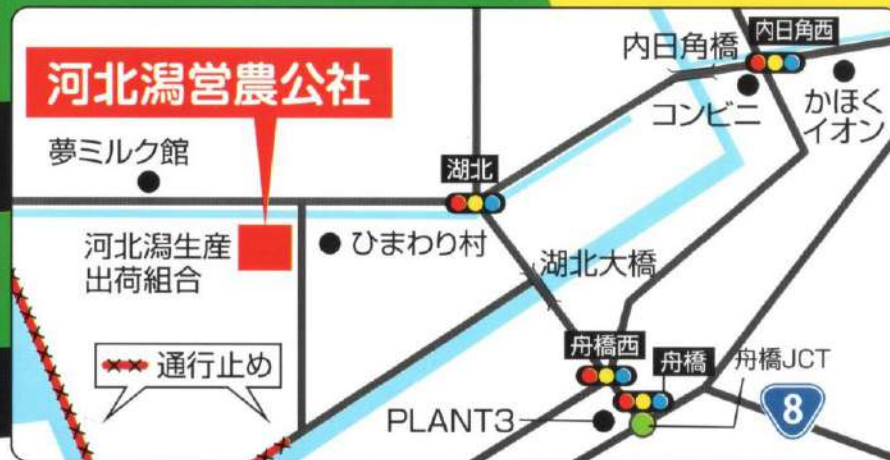 内日角西
内日角橋
河北潟営農公社
コンビニ
かほく
イオン
夢ミルク館
湖北
河北潟生産
出荷組合
ひまわり村
湖北大橋
舟橋西
舟橋
舟橋JCT
通行止め
PLANT3
8